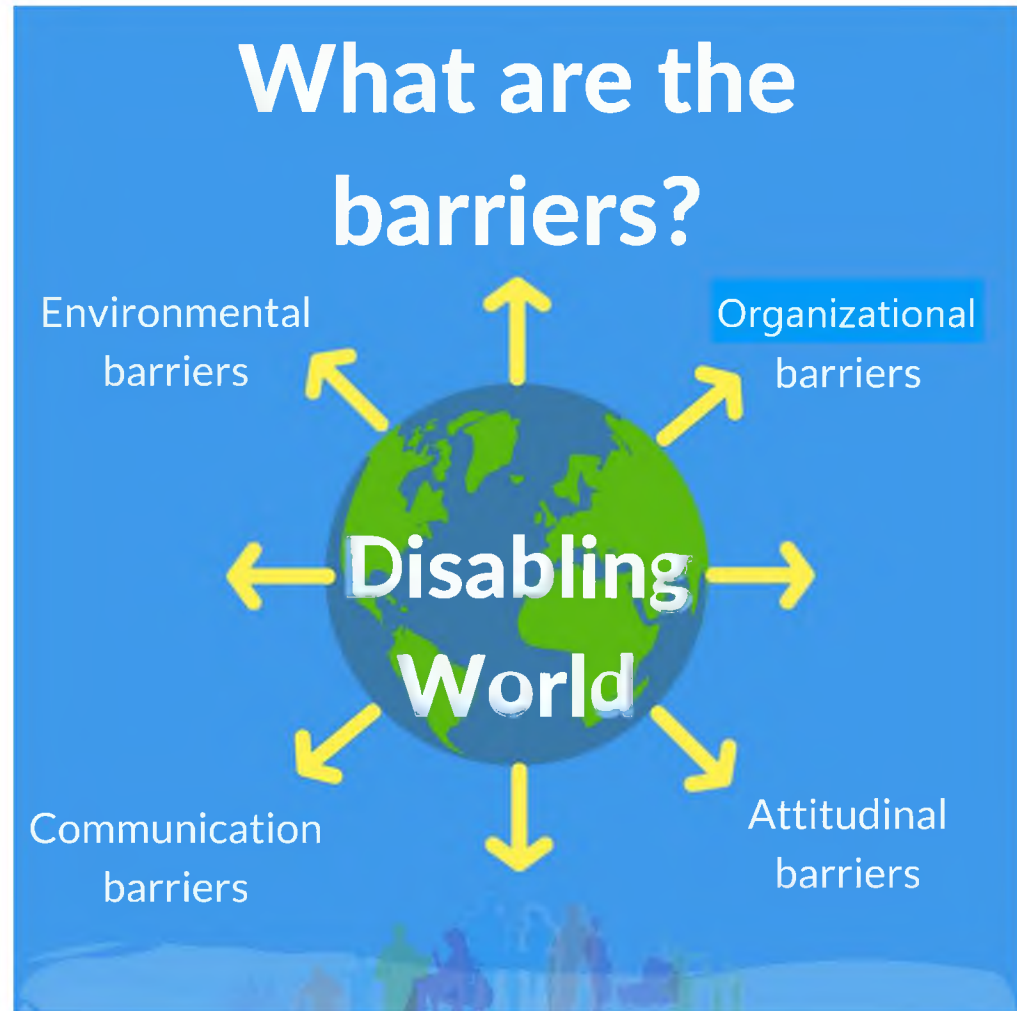 What are the
barriers?
Environmental
barriers
Organizational
barriers
Disabling
World
Communication
barriers
Attitudinal
barriers